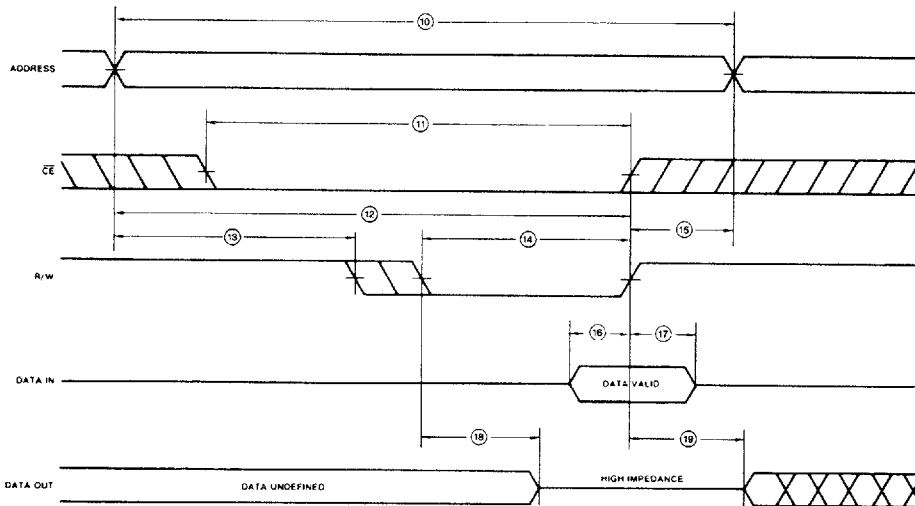 10
ADDRESS
11
CE
12
13
14
15
R/W
16
17
DATA IN
DATA VALID
18
19
DATA OUT
DATA UNDEFINED
HIGH IMPEDANCE